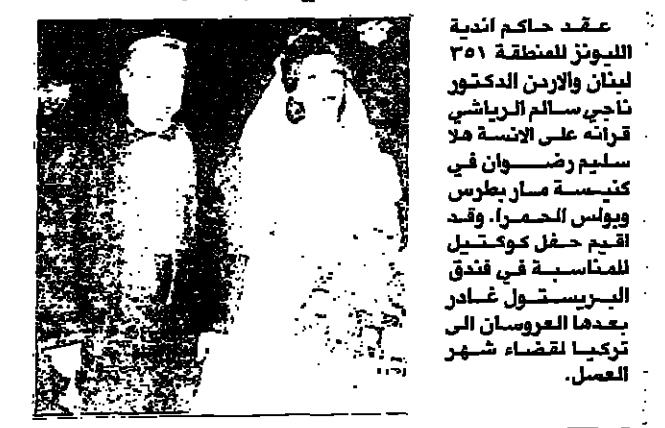 عقد حاكم اندية
الليونز للمنطقة ٣٥١
لبنان والاردن الدكتور
ناجي سالم الرياشي
قرانه على الانسة هلا
سليم رضوان في
كنيسة مار بطرس
وبولس الحمرا. وقد
اقيم حفل كوكتيل
للمناسبة في فندق
البريستول غادر
بعدها العروسان الى
تركيا لقضاء شهر
العسل.